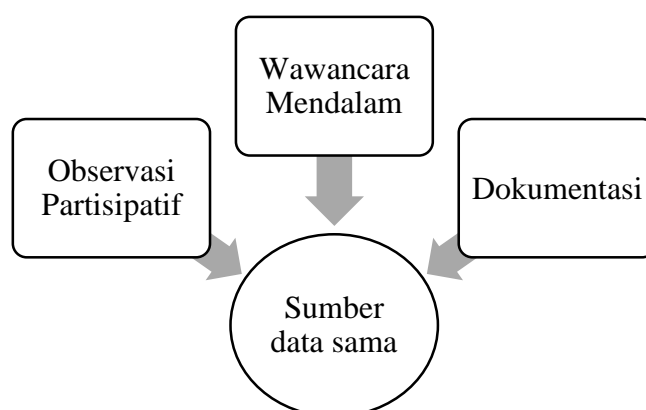 Wawancara
Mendalam
Observasi
Partisipatif
Dokumentasi
Sumber
data sama